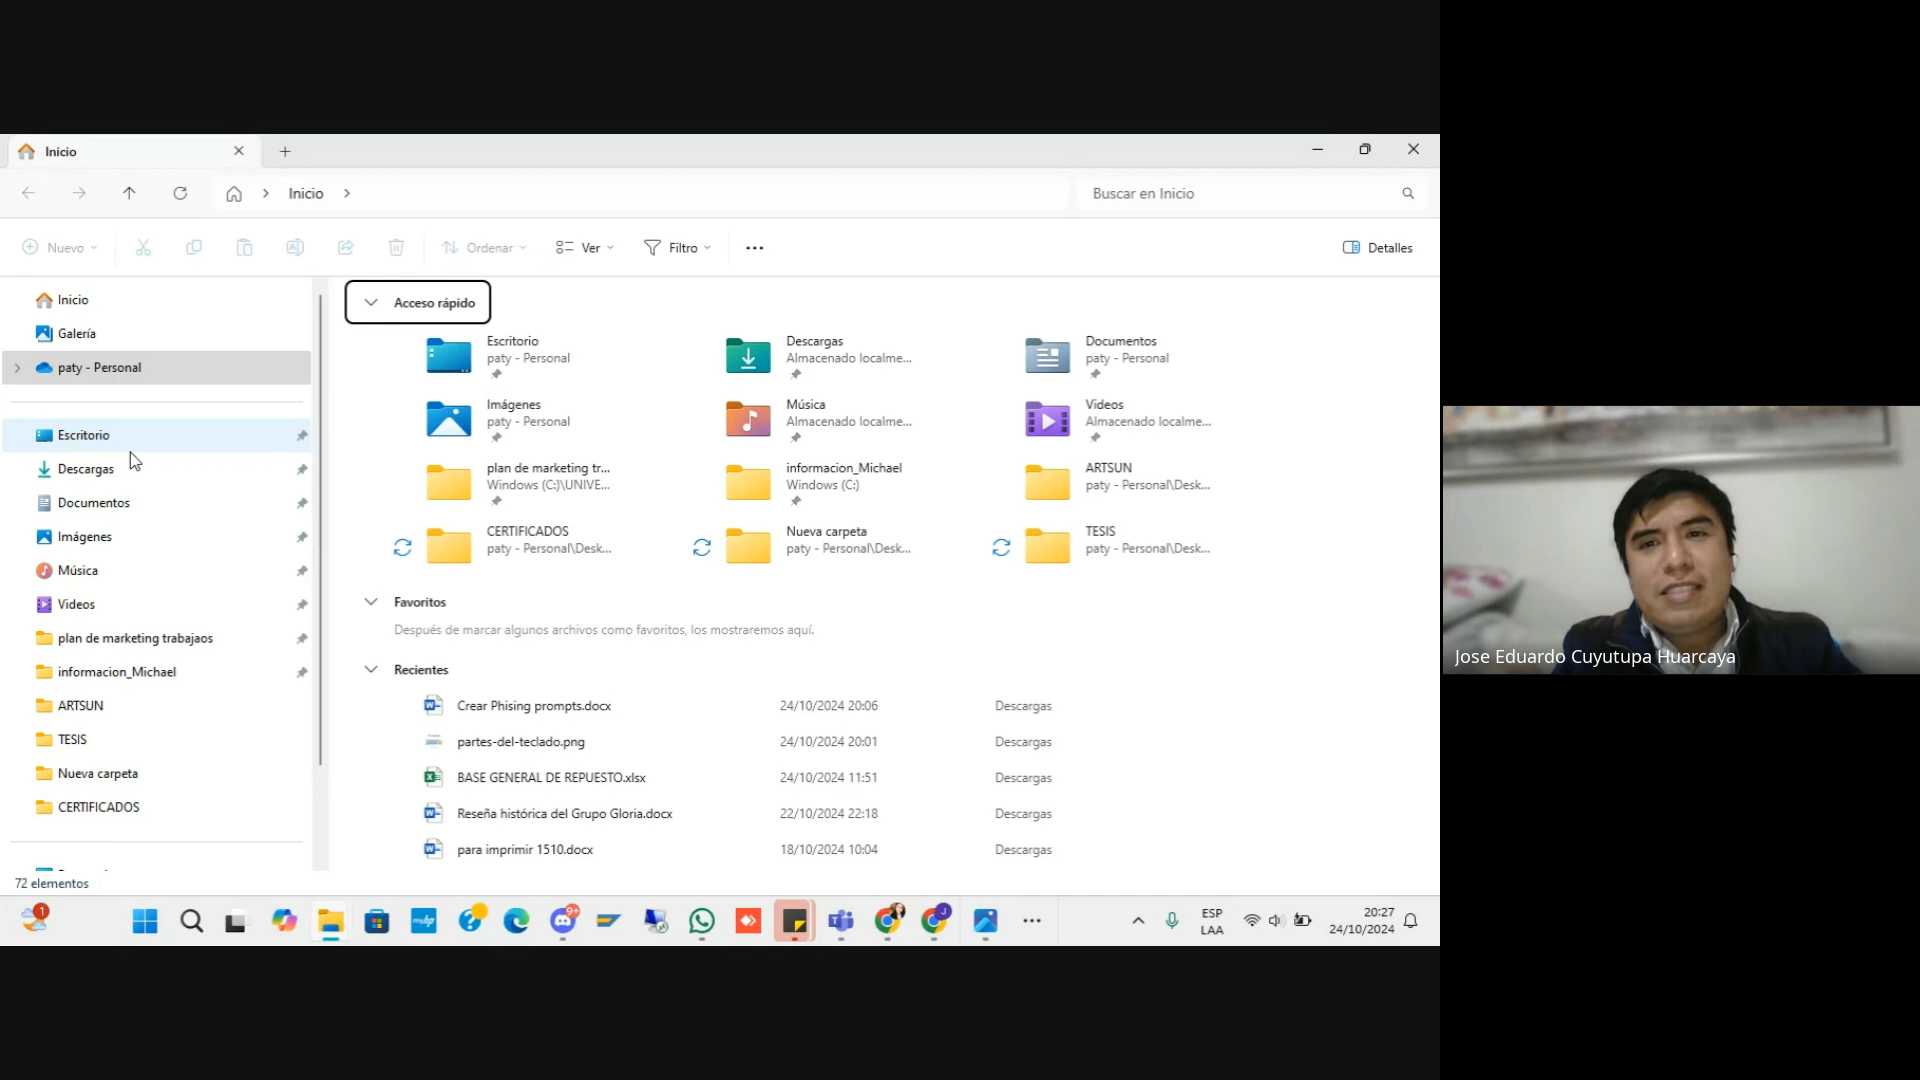 Inicio
Inicio
Buscar en Inicio
Nuevo
Ordenar
Ver
Filtro
Detalles
Inicio
Galería
paty - Personal
Escritorio
Descargas
Documentos
Imágenes
Música
Videos
plan de marketing trabajaos
informacion_Michael
ARTSUN
TESIS
Nueva carpeta
CERTIFICADOS
72 elementos
Acceso rápido
Escritorio
paty - Personal
Descargas
Almacenado localme...
Documentos
paty - Personal
Imágenes
paty - Personal
Música
Almacenado localme...
Videos
Almacenado localme...
plan de marketing tr...
Windows (C:)\UNIVE...
informacion_Michael
Windows (C:)
ARTSUN
paty - Personal\Desk...
CERTIFICADOS
paty - Personal\Desk...
Nueva carpeta
paty - Personal\Desk...
TESIS
paty - Personal\Desk...
Favoritos
Después de marcar algunos archivos como favoritos, los mostraremos aquí.
Recientes
Crear Phising prompts.docx 24/10/2024 20:06 Descargas
partes-del-teclado.png 24/10/2024 20:01 Descargas
BASE GENERAL DE REPUESTO.xlsx 24/10/2024 11:51 Descargas
Reseña histórica del Grupo Gloria.docx 22/10/2024 22:18 Descargas
para imprimir 1510.docx 18/10/2024 10:04 Descargas
1
myhp
9+
J
ESP
LAA
20:27
24/10/2024
Jose Eduardo Cuyutupa Huarcaya